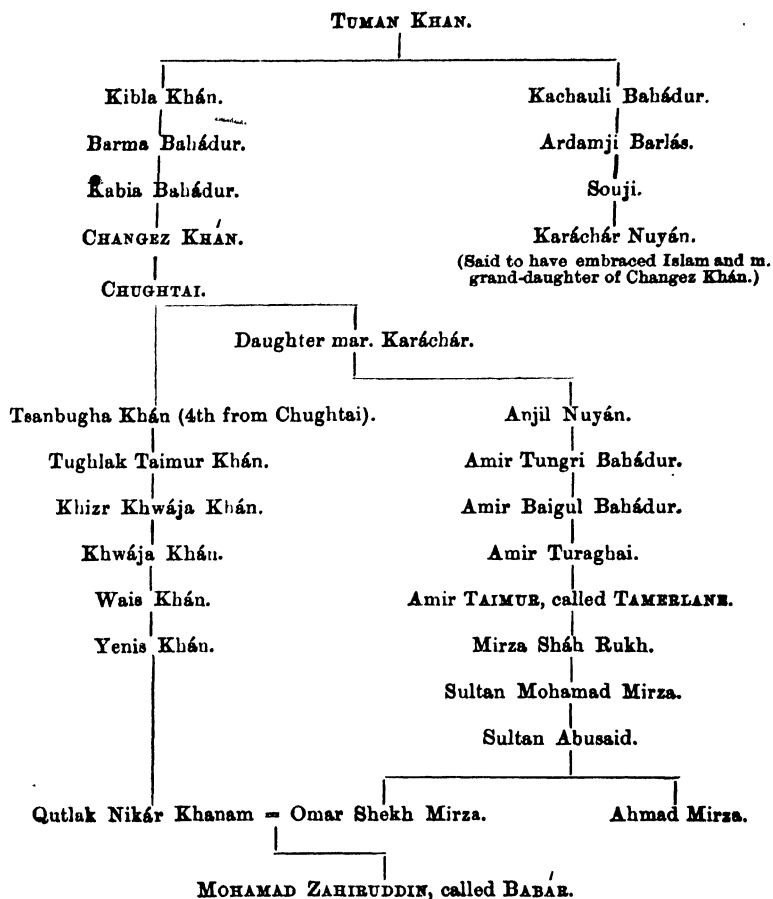 TUMAN KHAN.
Kibla Khán. Kachauli Bahádur.
Barma Bahádur. Ardamji Barlás.
Kabia Bahádur. Souji.
CHANGEZ KHÁN. Karáchár Nuyán.
(Said to have embraced Islam and m.
grand-daughter of Changez Khán.)
CHUGHTAI.
Daughter mar. Karáchár.
Tsanbugha Khán (4th from Chughtai). Anjil Nuyán.
Tughlak Taimur Khán. Amir Tungri Bahádur.
Khizr Khwája Khán. Amir Baigul Bahádur.
Khwája Khán. Amir Turaghai.
Wais Khán. Amir TAIMUR, called TAMERLANE.
Yenis Khán. Mirza Sháh Rukh.
Sultan Mohamad Mirza.
Sultan Abusaid.
Qutlak Nikár Khanam = Omar Shekh Mirza. Ahmad Mirza.
MOHAMAD ZAHIRUDDIN, called BABÁR.